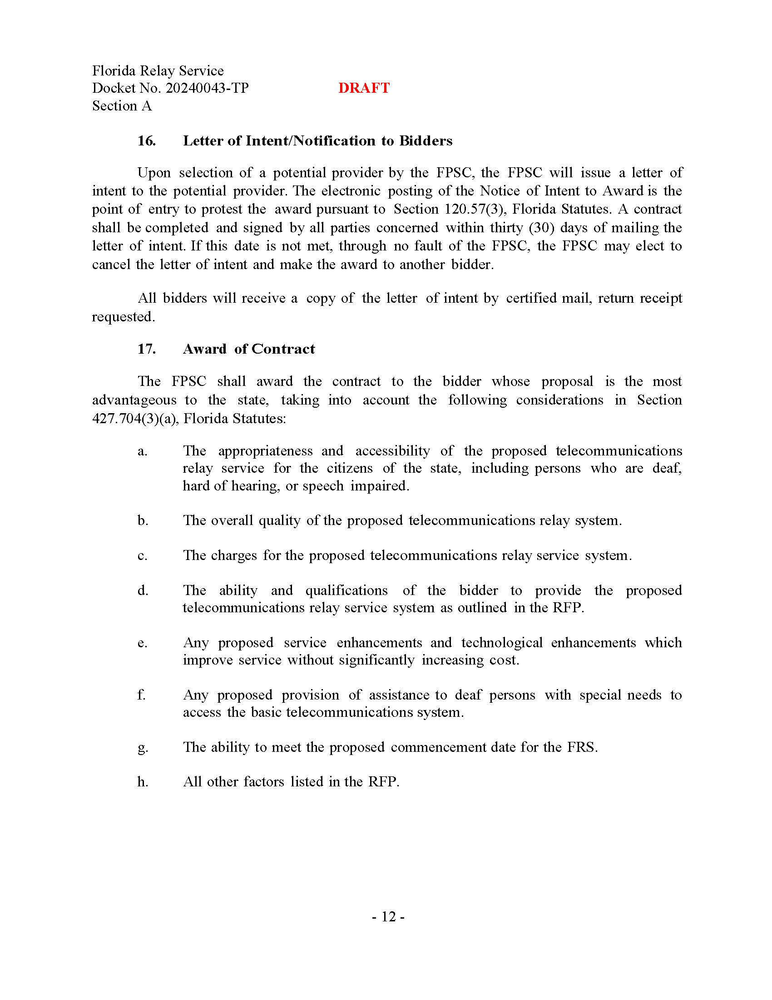 Florida Relay Service
Docket No. 20240043-TP DRAFT
Section A
16. Letter of Intent/Notification to Bidders
Upon selection of a potential provider by the FPSC, the FPSC will issue a letter of
intent to the potential provider. The electronic posting of the Notice of Intent to Award is the
point of entry to protest the award pursuant to Section 120.57(3), Florida Statutes. A contract
shall be completed and signed by all parties concerned within thirty (30) days of mailing the
letter of intent. If this date is not met, through no fault of the FPSC, the FPSC may elect to
cancel the letter of intent and make the award to another bidder.
All bidders will receive a copy of the letter of intent by certified mail, return receipt
requested.
17. Award of Contract
The FPSC shall award the contract to the bidder whose proposal is the most
advantageous to the state, taking into account the following considerations in Section
427.704(3)(a), Florida Statutes:
a. The appropriateness and accessibility of the proposed telecommunications
relay service for the citizens of the state, including persons who are deaf,
hard of hearing, or speech impaired.
b. The overall quality of the proposed telecommunications relay system.
c. The charges for the proposed telecommunications relay service system.
d. The ability and qualifications of the bidder to provide the proposed
telecommunications relay service system as outlined in the RFP.
e. Any proposed service enhancements and technological enhancements which
improve service without significantly increasing cost.
f. Any proposed provision of assistance to deaf persons with special needs to
access the basic telecommunications system.
g. The ability to meet the proposed commencement date for the FRS.
h. All other factors listed in the RFP.
- 12 -